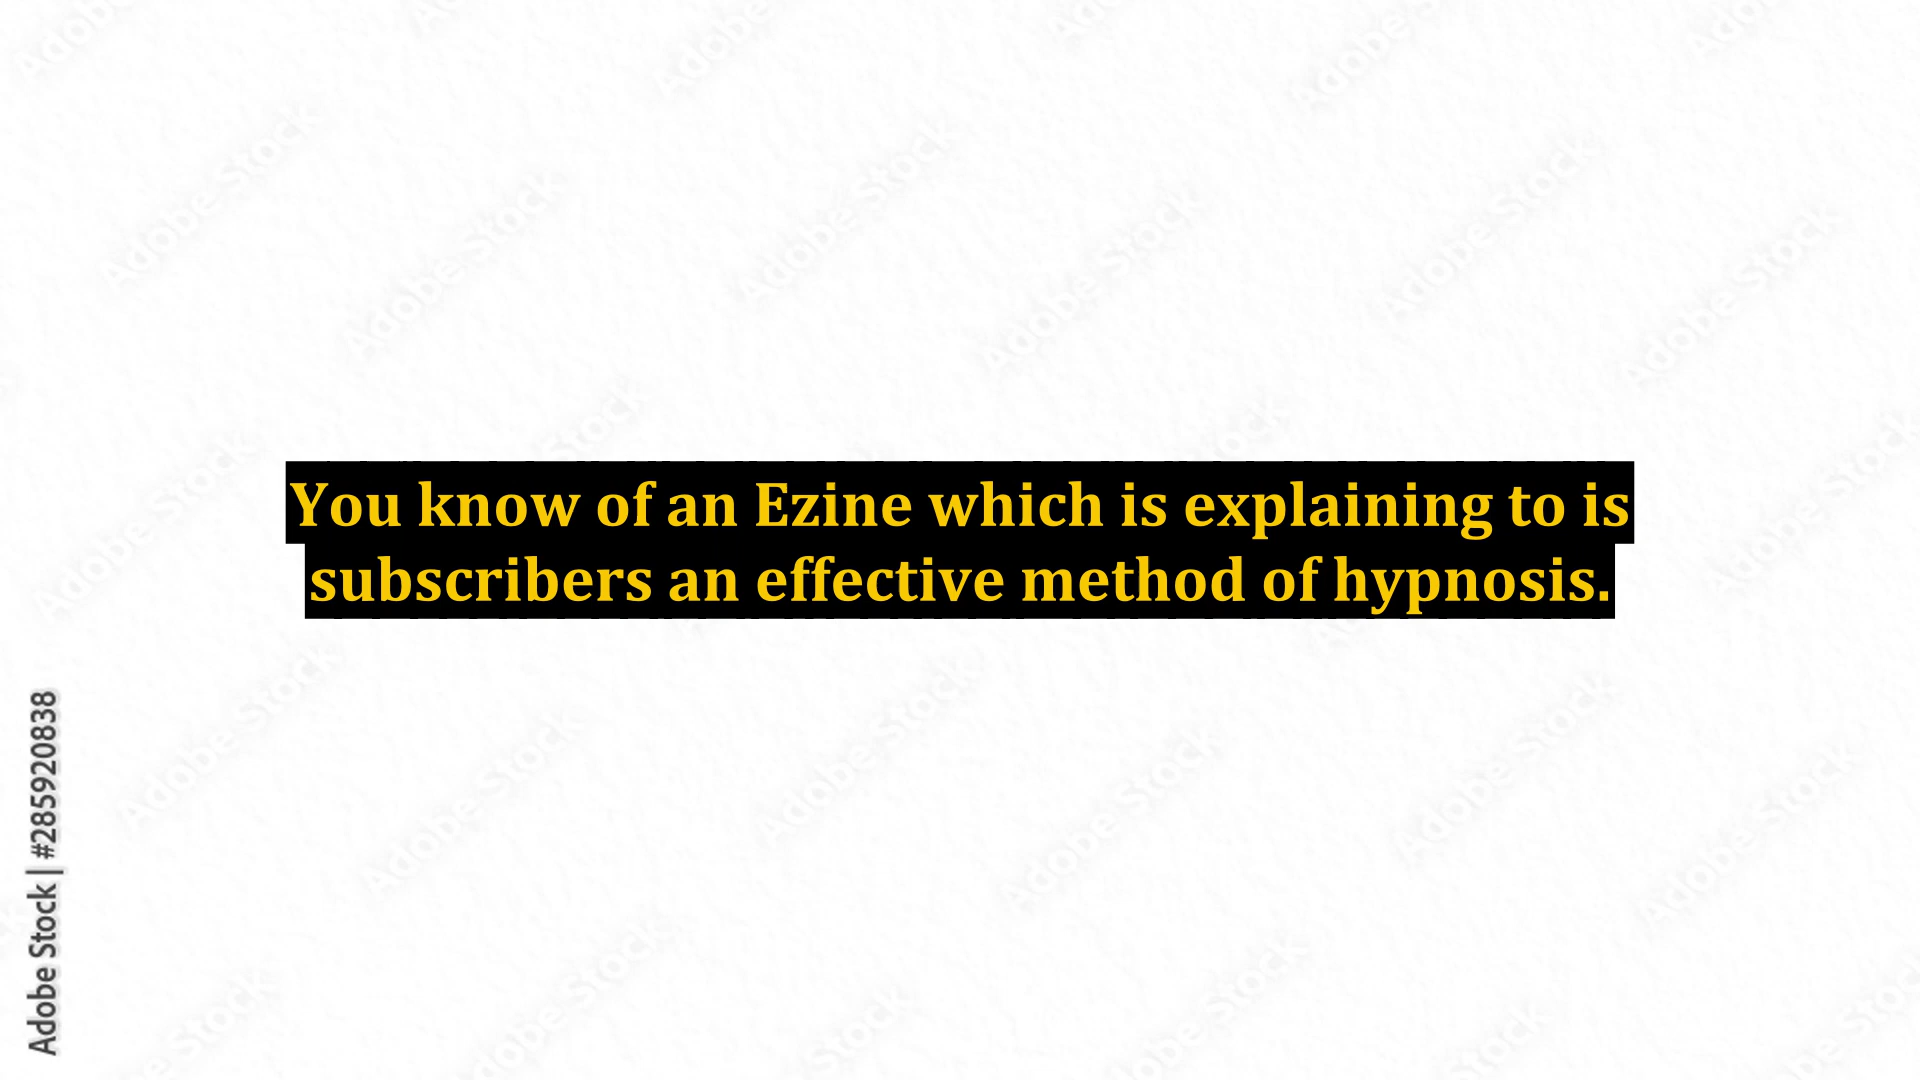 You know of an Ezine which is explaining to is
subscribers an effective method of hypnosis.
Adobe Stock | #285920838